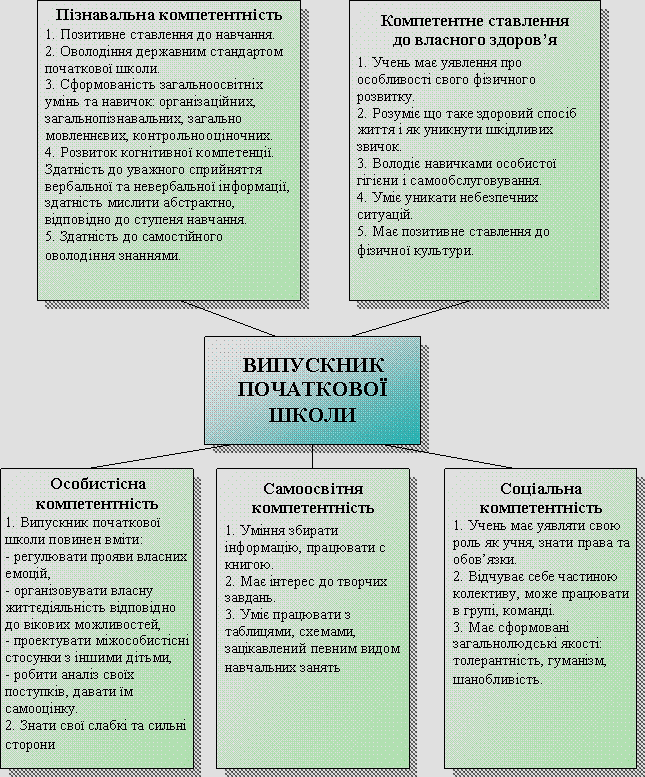 Пізнавальна компетентність
1. Позитивне ставлення до навчання.
2. Оволодіння державним стандартом
початкової школи.
3. Сформованість загальноосвітніх
умінь та навичок: організаційних,
загальнопізнавальних, загально
мовленнєвих, контрольнооціночних.
4. Розвиток когнітивної компетенції.
Здатність до уважного сприйняття
вербальної та невербальної інформації,
здатність мислити абстрактно,
відповідно до ступеня навчання.
5. Здатність до самостійного
оволодіння знаннями.
Компетентне ставлення
до власного здоров’я
1. Учень має уявлення про
особливості свого фізичного
розвитку.
2. Розуміє що таке здоровий спосіб
життя і як уникнути шкідливих
звичок.
3. Володіє навичками особистої
гігієни і самообслуговування.
4. Уміє уникати небезпечних
ситуацій.
5. Має позитивне ставлення до
фізичної культури.
ВИПУСКНИК
ПОЧАТКОВОЇ
ШКОЛИ
Особистісна
компетентність
1. Випускник початкової
школи повинен вміти:
- регулювати прояви власних
емоцій,
- організовувати власну
життєдіяльність відповідно
до вікових можливостей,
- проектувати міжособистісні
стосунки з іншими дітьми,
- робити аналіз своїх
поступків, давати їм
самооцінку.
2. Знати свої слабкі та сильні
сторони
Самоосвітня
компетентність
1. Уміння збирати
інформацію, працювати с
книгою.
2. Має інтерес до творчих
завдань.
3. Уміє працювати з
таблицями, схемами,
зацікавлений певним видом
навчальних занять
Соціальна
компетентність
1. Учень має уявляти свою
роль як учня, знати права та
обов’язки.
2. Відчуває себе частиною
колективу, може працювати
в групі, команді.
3. Має сформовані
загальнолюдські якості:
толерантність, гуманізм,
шанобливість.